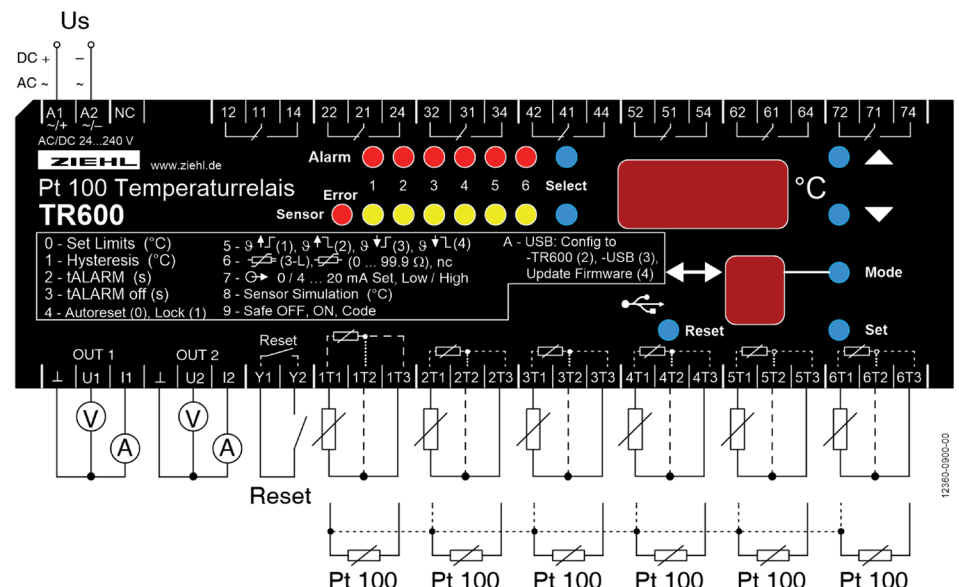 Us
DC + –
AC ~ ~
A1 A2 NC 12 11 14 22 21 24 32 31 34 42 41 44 52 51 54 62 61 64 72 71 74
~/+ ~/–
AC/DC 24...240 V
ZIEHL www.ziehl.de
Alarm
Pt 100 Temperaturrelais
Error 1 2 3 4 5 6 Select
°C
TR600
Sensor
0 - Set Limits (°C)
1 - Hysteresis (°C)
2 - tALARM (s)
3 - tALARM off (s)
4 - Autoreset (0), Lock (1)
5 - ϑ (1), ϑ (2), ϑ (3), ϑ (4)
6 - (3-L), (0 ... 99.9 Ω), nc
7 - 0 / 4 ... 20 mA Set, Low / High
8 - Sensor Simulation (°C)
9 - Safe OFF, ON, Code
A - USB: Config to
-TR600 (2), -USB (3),
Update Firmware (4)
Mode
Reset
Set
OUT 1 OUT 2 Reset
⊥ U1 I1 ⊥ U2 I2 Y1 Y2 1T1 1T2 1T3 2T1 2T2 2T3 3T1 3T2 3T3 4T1 4T2 4T3 5T1 5T2 5T3 6T1 6T2 6T3
V A V A
Reset
Pt 100 Pt 100 Pt 100 Pt 100 Pt 100 Pt 100
12360-0900-00